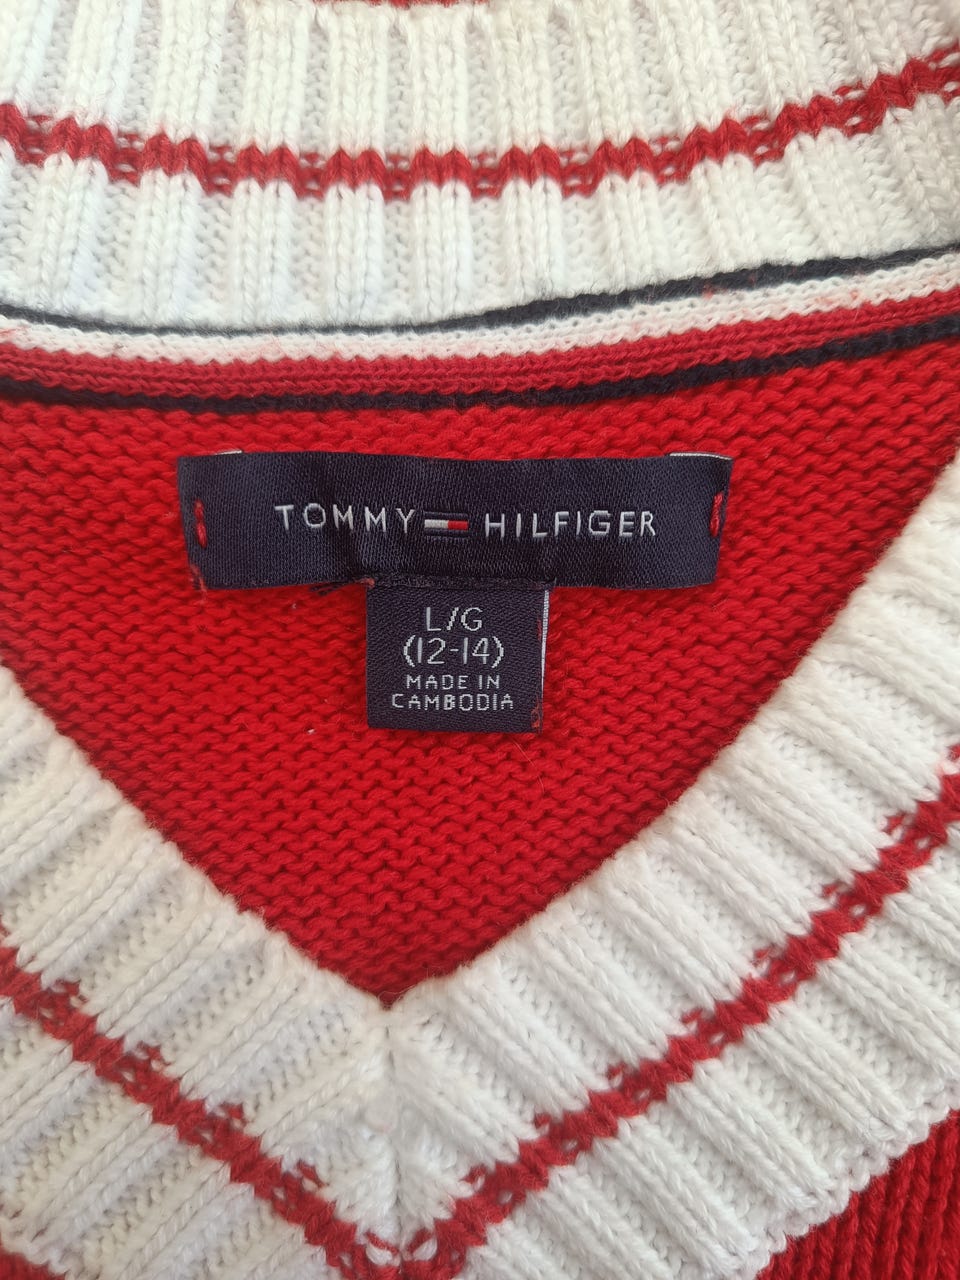 TOMMY HILFIGER
L/G
(12-14)
MADE IN
CAMBODIA